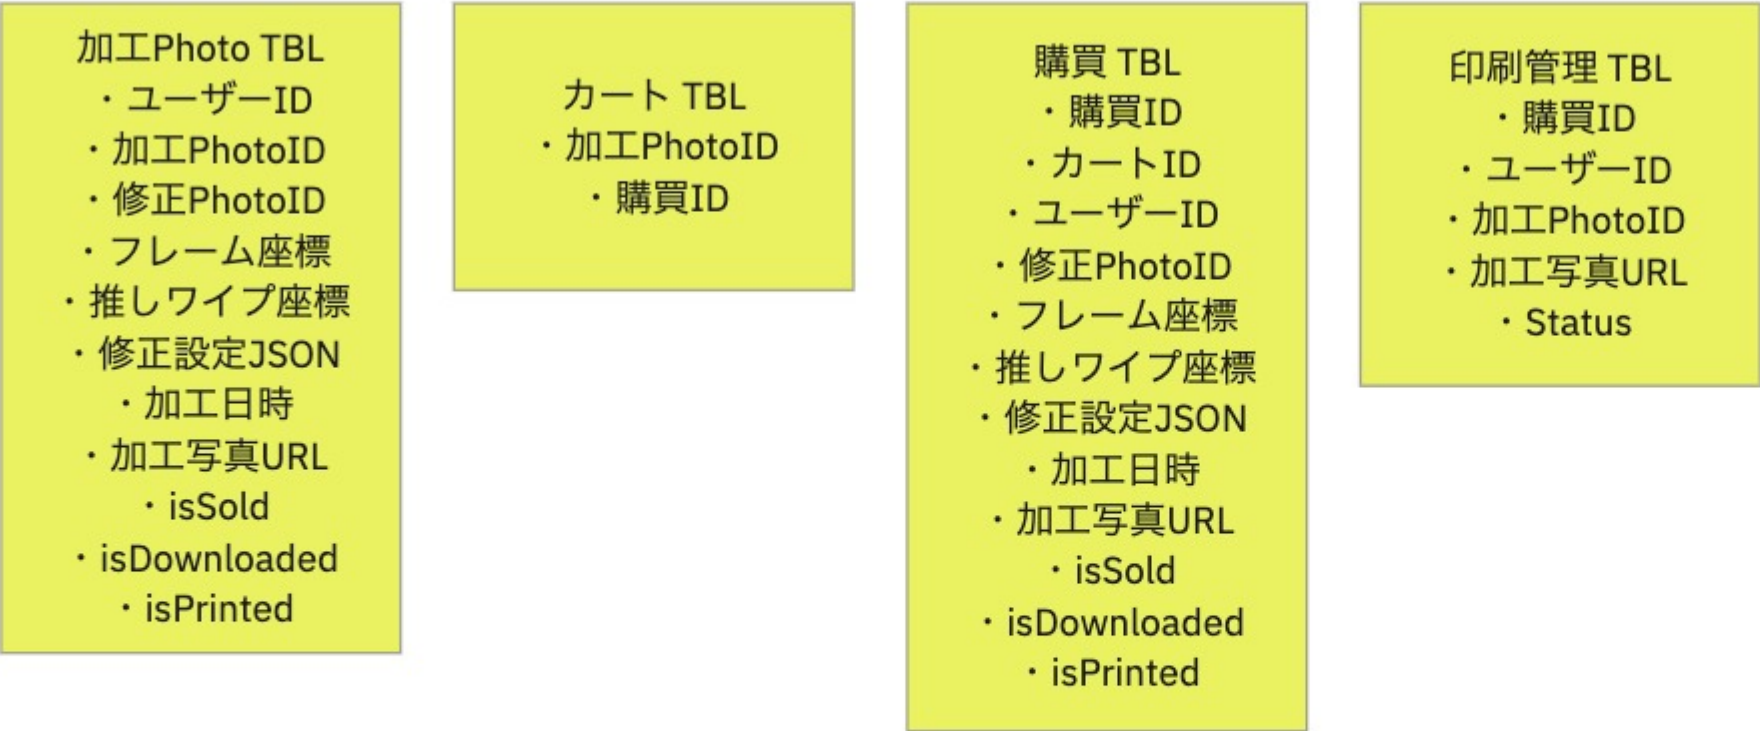 加工Photo TBL
・ユーザーID
・加工PhotoID
・修正PhotoID
・フレーム座標
・推しワイプ座標
・修正設定JSON
・加工日時
・加工写真URL
・isSold
・isDownloaded
・isPrinted
カート TBL
・加工PhotoID
・購買ID
購買 TBL
・購買ID
・カートID
・ユーザーID
・修正PhotoID
・フレーム座標
・推しワイプ座標
・修正設定JSON
・加工日時
・加工写真URL
・isSold
・isDownloaded
・isPrinted
印刷管理 TBL
・購買ID
・ユーザーID
・加工PhotoID
・加工写真URL
・Status